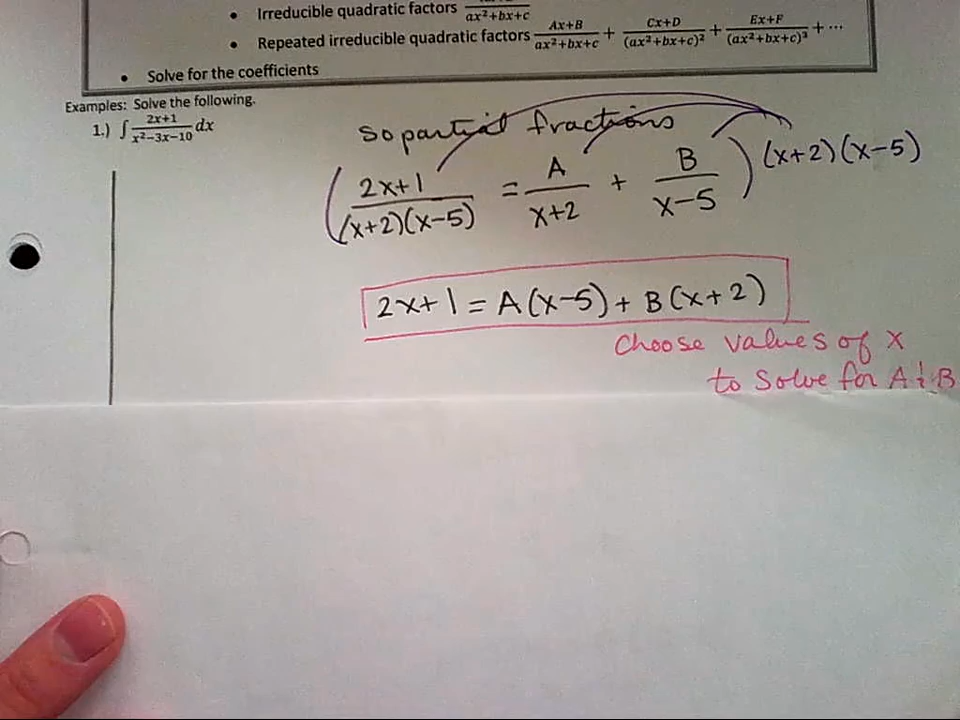 • Irreducible quadratic factors /ax²+bx+c
• Repeated irreducible quadratic factors Ax+B/ax²+bx+c + Cx+D/(ax²+bx+c)² + Ex+F/(ax²+bx+c)³ + ⋯
• Solve for the coefficients
Examples: Solve the following.
1.) ∫ 2x+1/x²−3x−10 dx
so partial fractions
( 2x+1/(x+2)(x−5) = A/x+2 + B/x−5 ) (x+2)(x−5)
2x+1 = A(x−5) + B(x+2)
Choose values of x
to solve for A & B